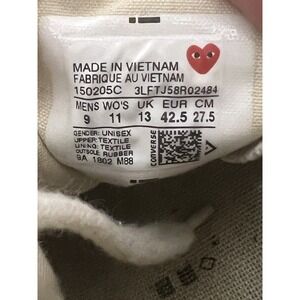 MADE IN VIETNAM
FABRIQUE AU VIETNAM
150205C 3LFTJ58R02484
MENS WO'S UK EUR CM
9 11 13 42.5 27.5
GENDER: UNISEX
UPPER: TEXTILE
LINING: TEXTILE
OUTSOLE: RUBBER
GA 1802 M88
CONVERSE